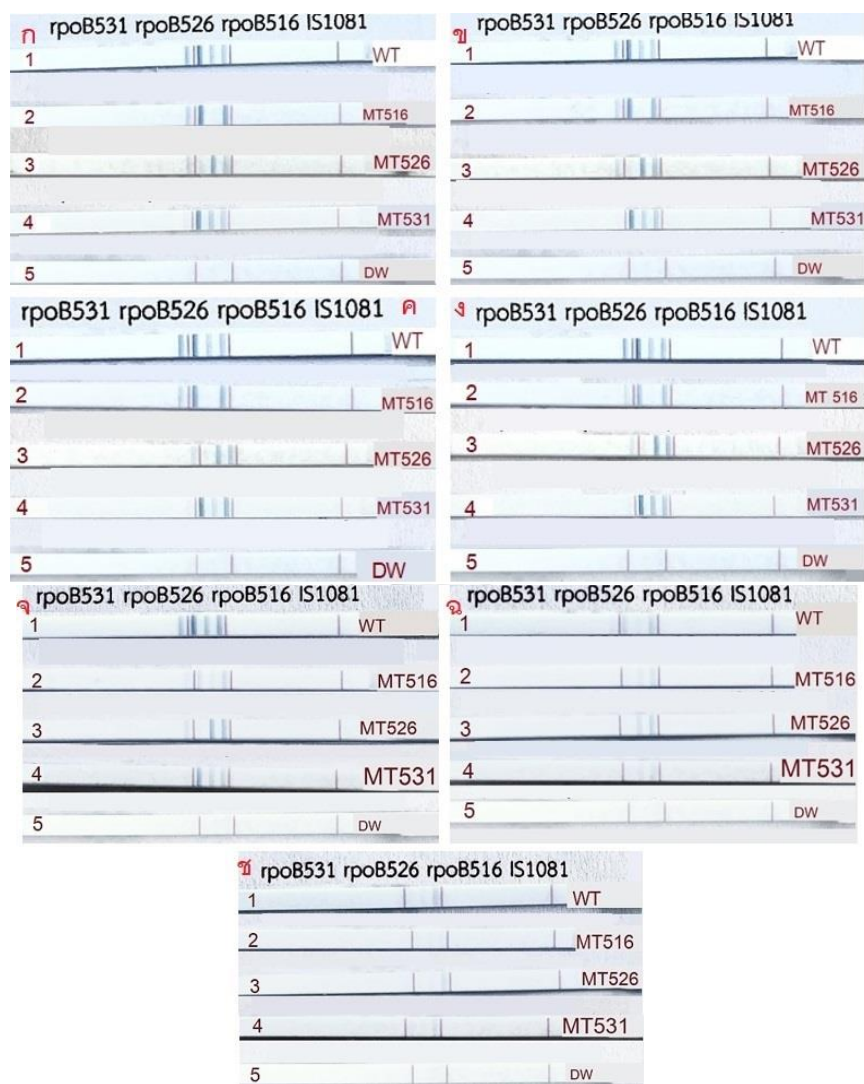 ก rpoB531 rpoB526 rpoB516 IS1081
1 WT
2 MT516
3 MT526
4 MT531
5 DW
ข rpoB531 rpoB526 rpoB516 IS1081
1 WT
2 MT516
3 MT526
4 MT531
5 DW
rpoB531 rpoB526 rpoB516 IS1081 ค
1 WT
2 MT516
3 MT526
4 MT531
5 DW
ง rpoB531 rpoB526 rpoB516 IS1081
1 WT
2 MT 516
3 MT526
4 MT531
5 DW
จ rpoB531 rpoB526 rpoB516 IS1081
1 WT
2 MT516
3 MT526
4 MT531
5 DW
ฉ rpoB531 rpoB526 rpoB516 IS1081
1 WT
2 MT516
3 MT526
4 MT531
5 DW
ช rpoB531 rpoB526 rpoB516 IS1081
1 WT
2 MT516
3 MT526
4 MT531
5 DW